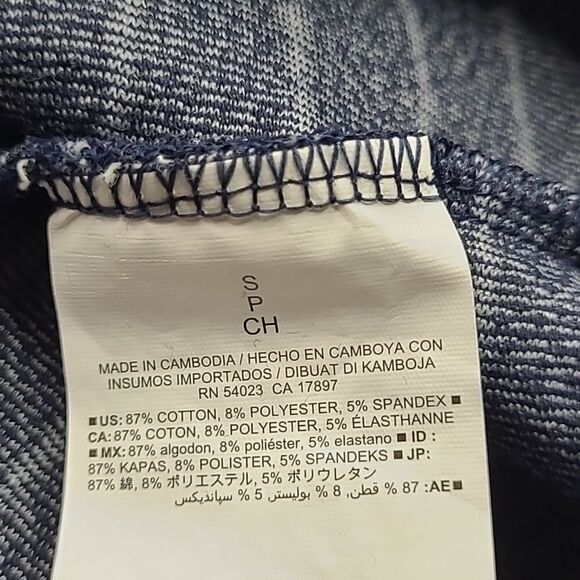 S
P
CH
MADE IN CAMBODIA / HECHO EN CAMBOYA CON
INSUMOS IMPORTADOS / DIBUAT DI KAMBOJA
RN 54023 CA 17897
■ US: 87% COTTON, 8% POLYESTER, 5% SPANDEX ■
CA: 87% COTON, 8% POLYESTER, 5% ÉLASTHANNE
■ MX: 87% algodon, 8% poliéster, 5% elastano ■ ID :
87% KAPAS, 8% POLISTER, 5% SPANDEKS ■ JP:
87% 綿, 8% ポリエステル, 5% ポリウレタン
■AE: 87 % قطن, 8 % بوليستر, 5 % سپانديكس